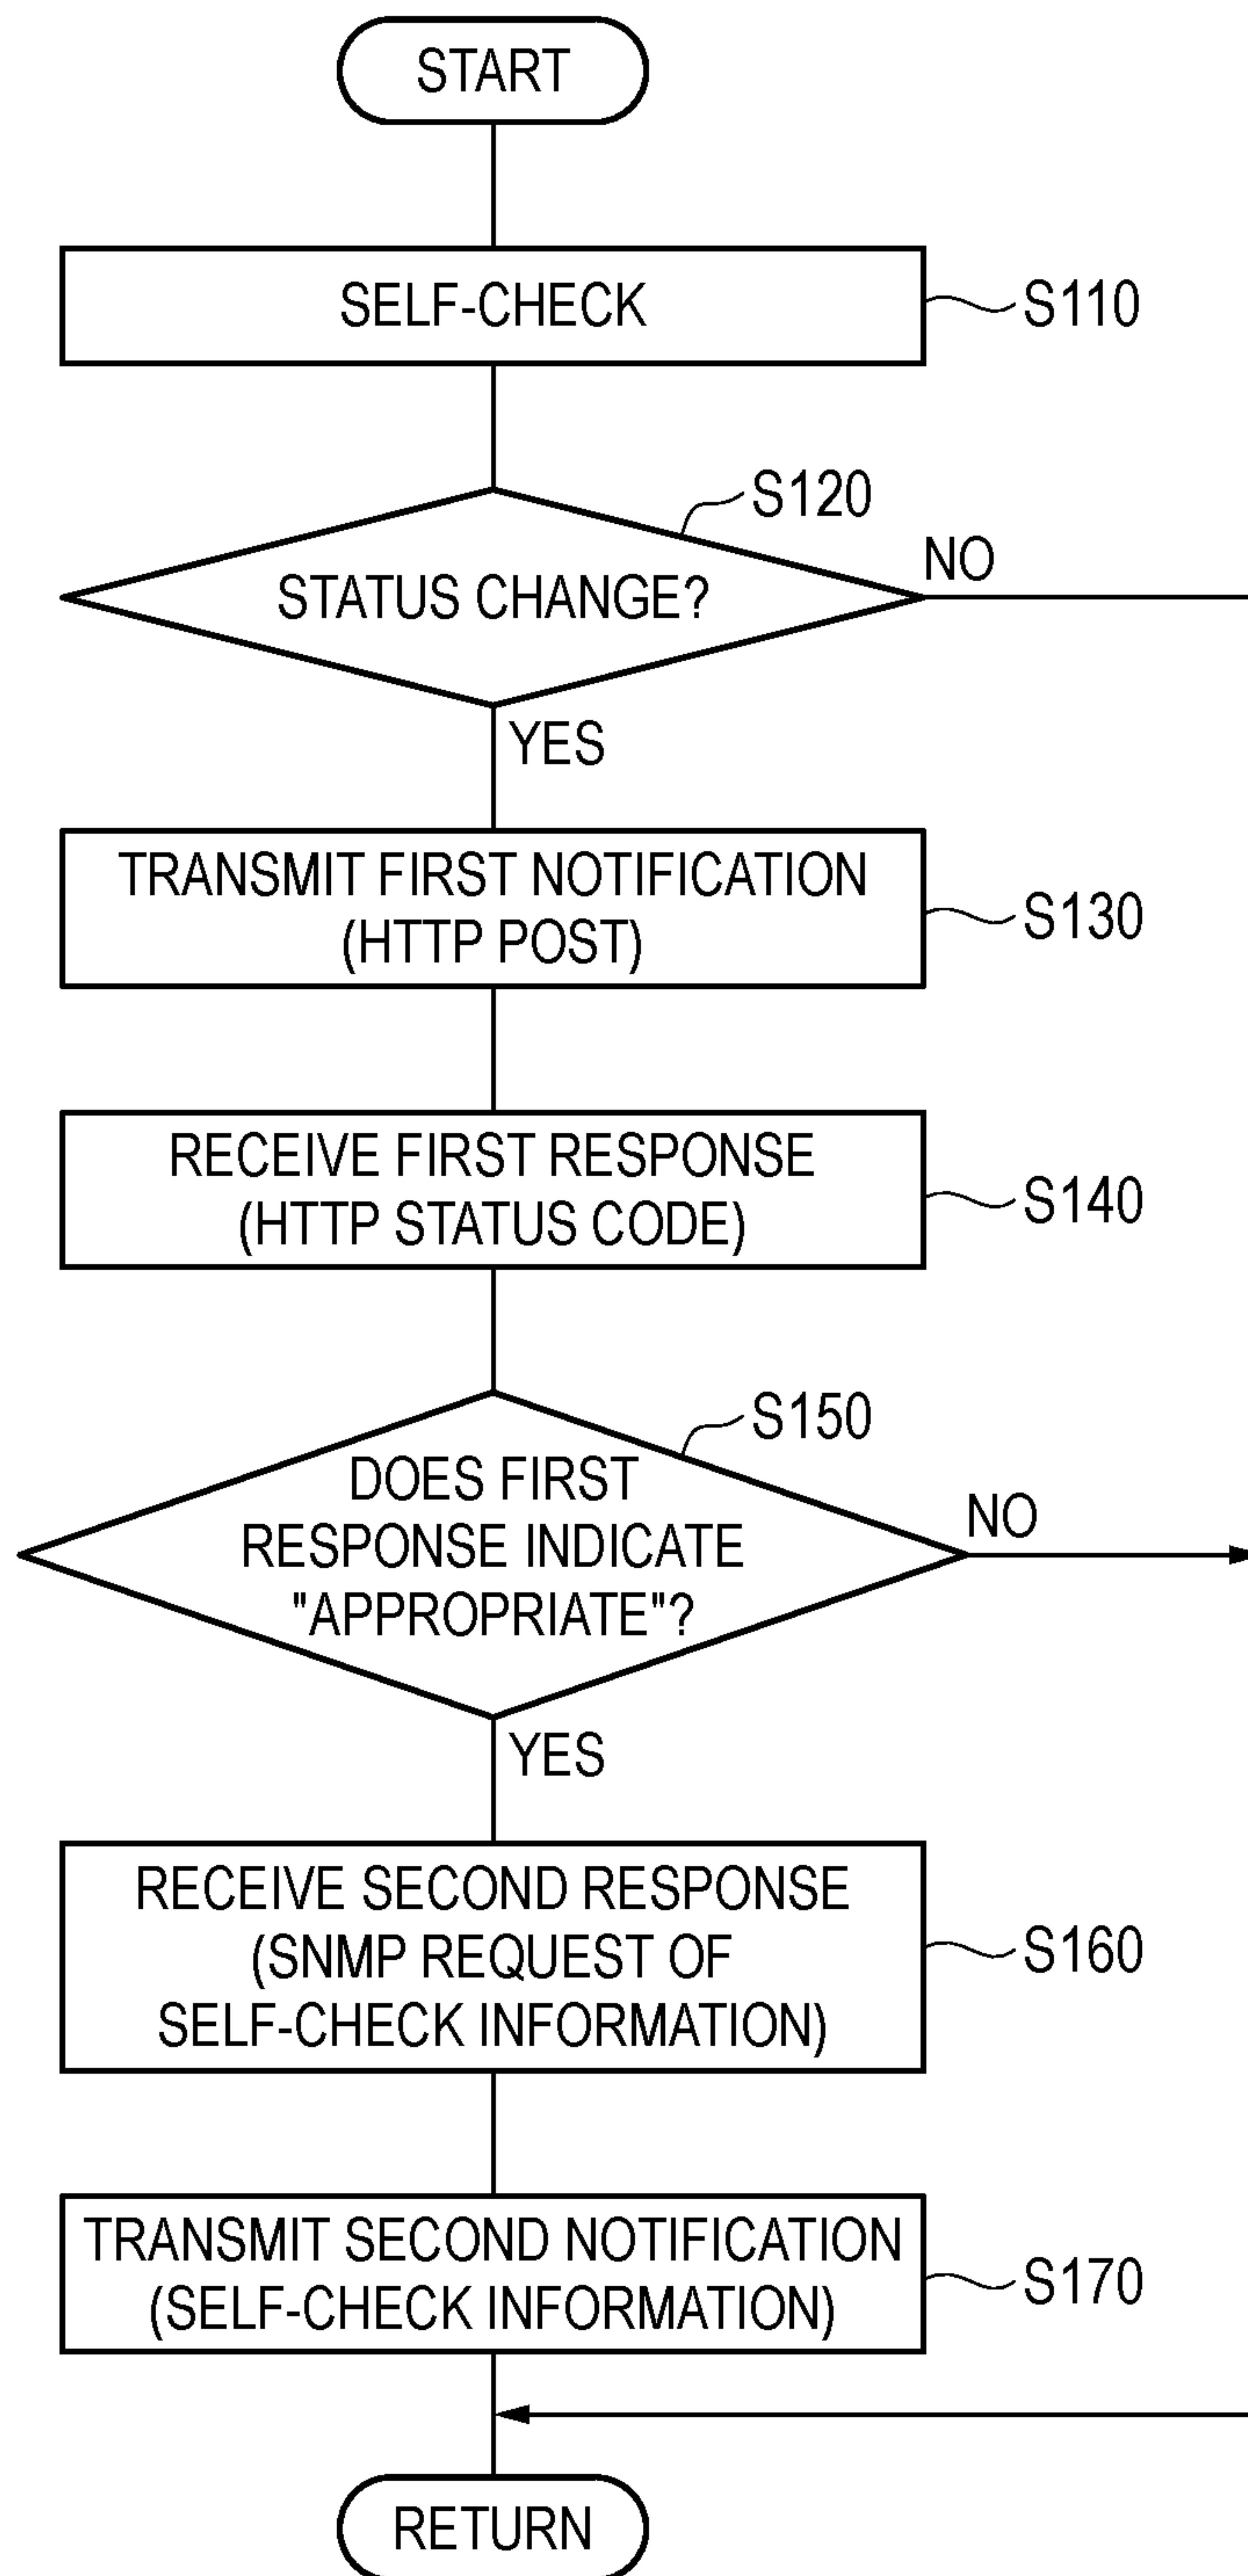 START
SELF-CHECK
S110
S120
STATUS CHANGE?
NO
YES
TRANSMIT FIRST NOTIFICATION
(HTTP POST)
S130
RECEIVE FIRST RESPONSE
(HTTP STATUS CODE)
S140
S150
DOES FIRST
RESPONSE INDICATE
"APPROPRIATE"?
NO
YES
RECEIVE SECOND RESPONSE
(SNMP REQUEST OF
SELF-CHECK INFORMATION)
S160
TRANSMIT SECOND NOTIFICATION
(SELF-CHECK INFORMATION)
S170
RETURN